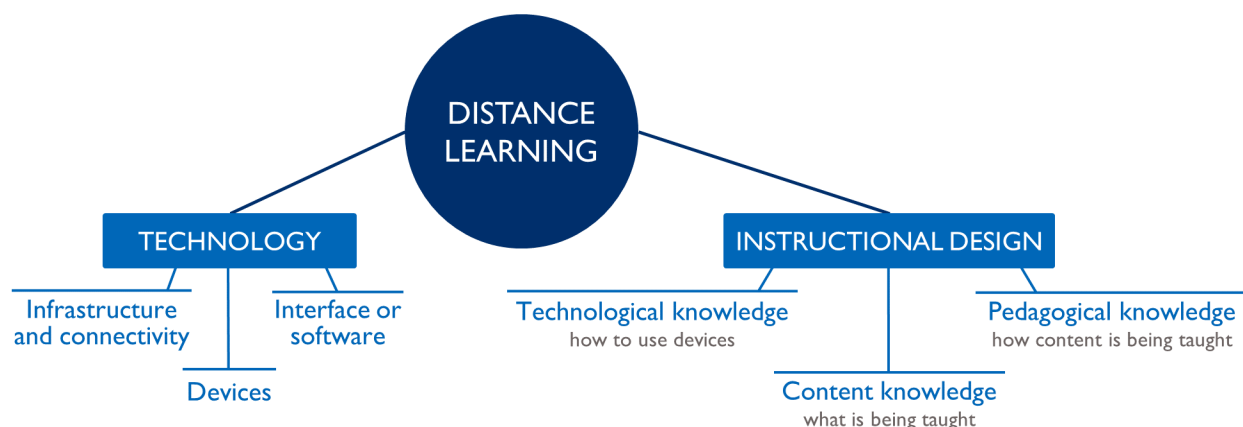 DISTANCE
LEARNING
TECHNOLOGY
Infrastructure
and connectivity
Devices
Interface or
software
INSTRUCTIONAL DESIGN
Technological knowledge
how to use devices
Content knowledge
what is being taught
Pedagogical knowledge
how content is being taught